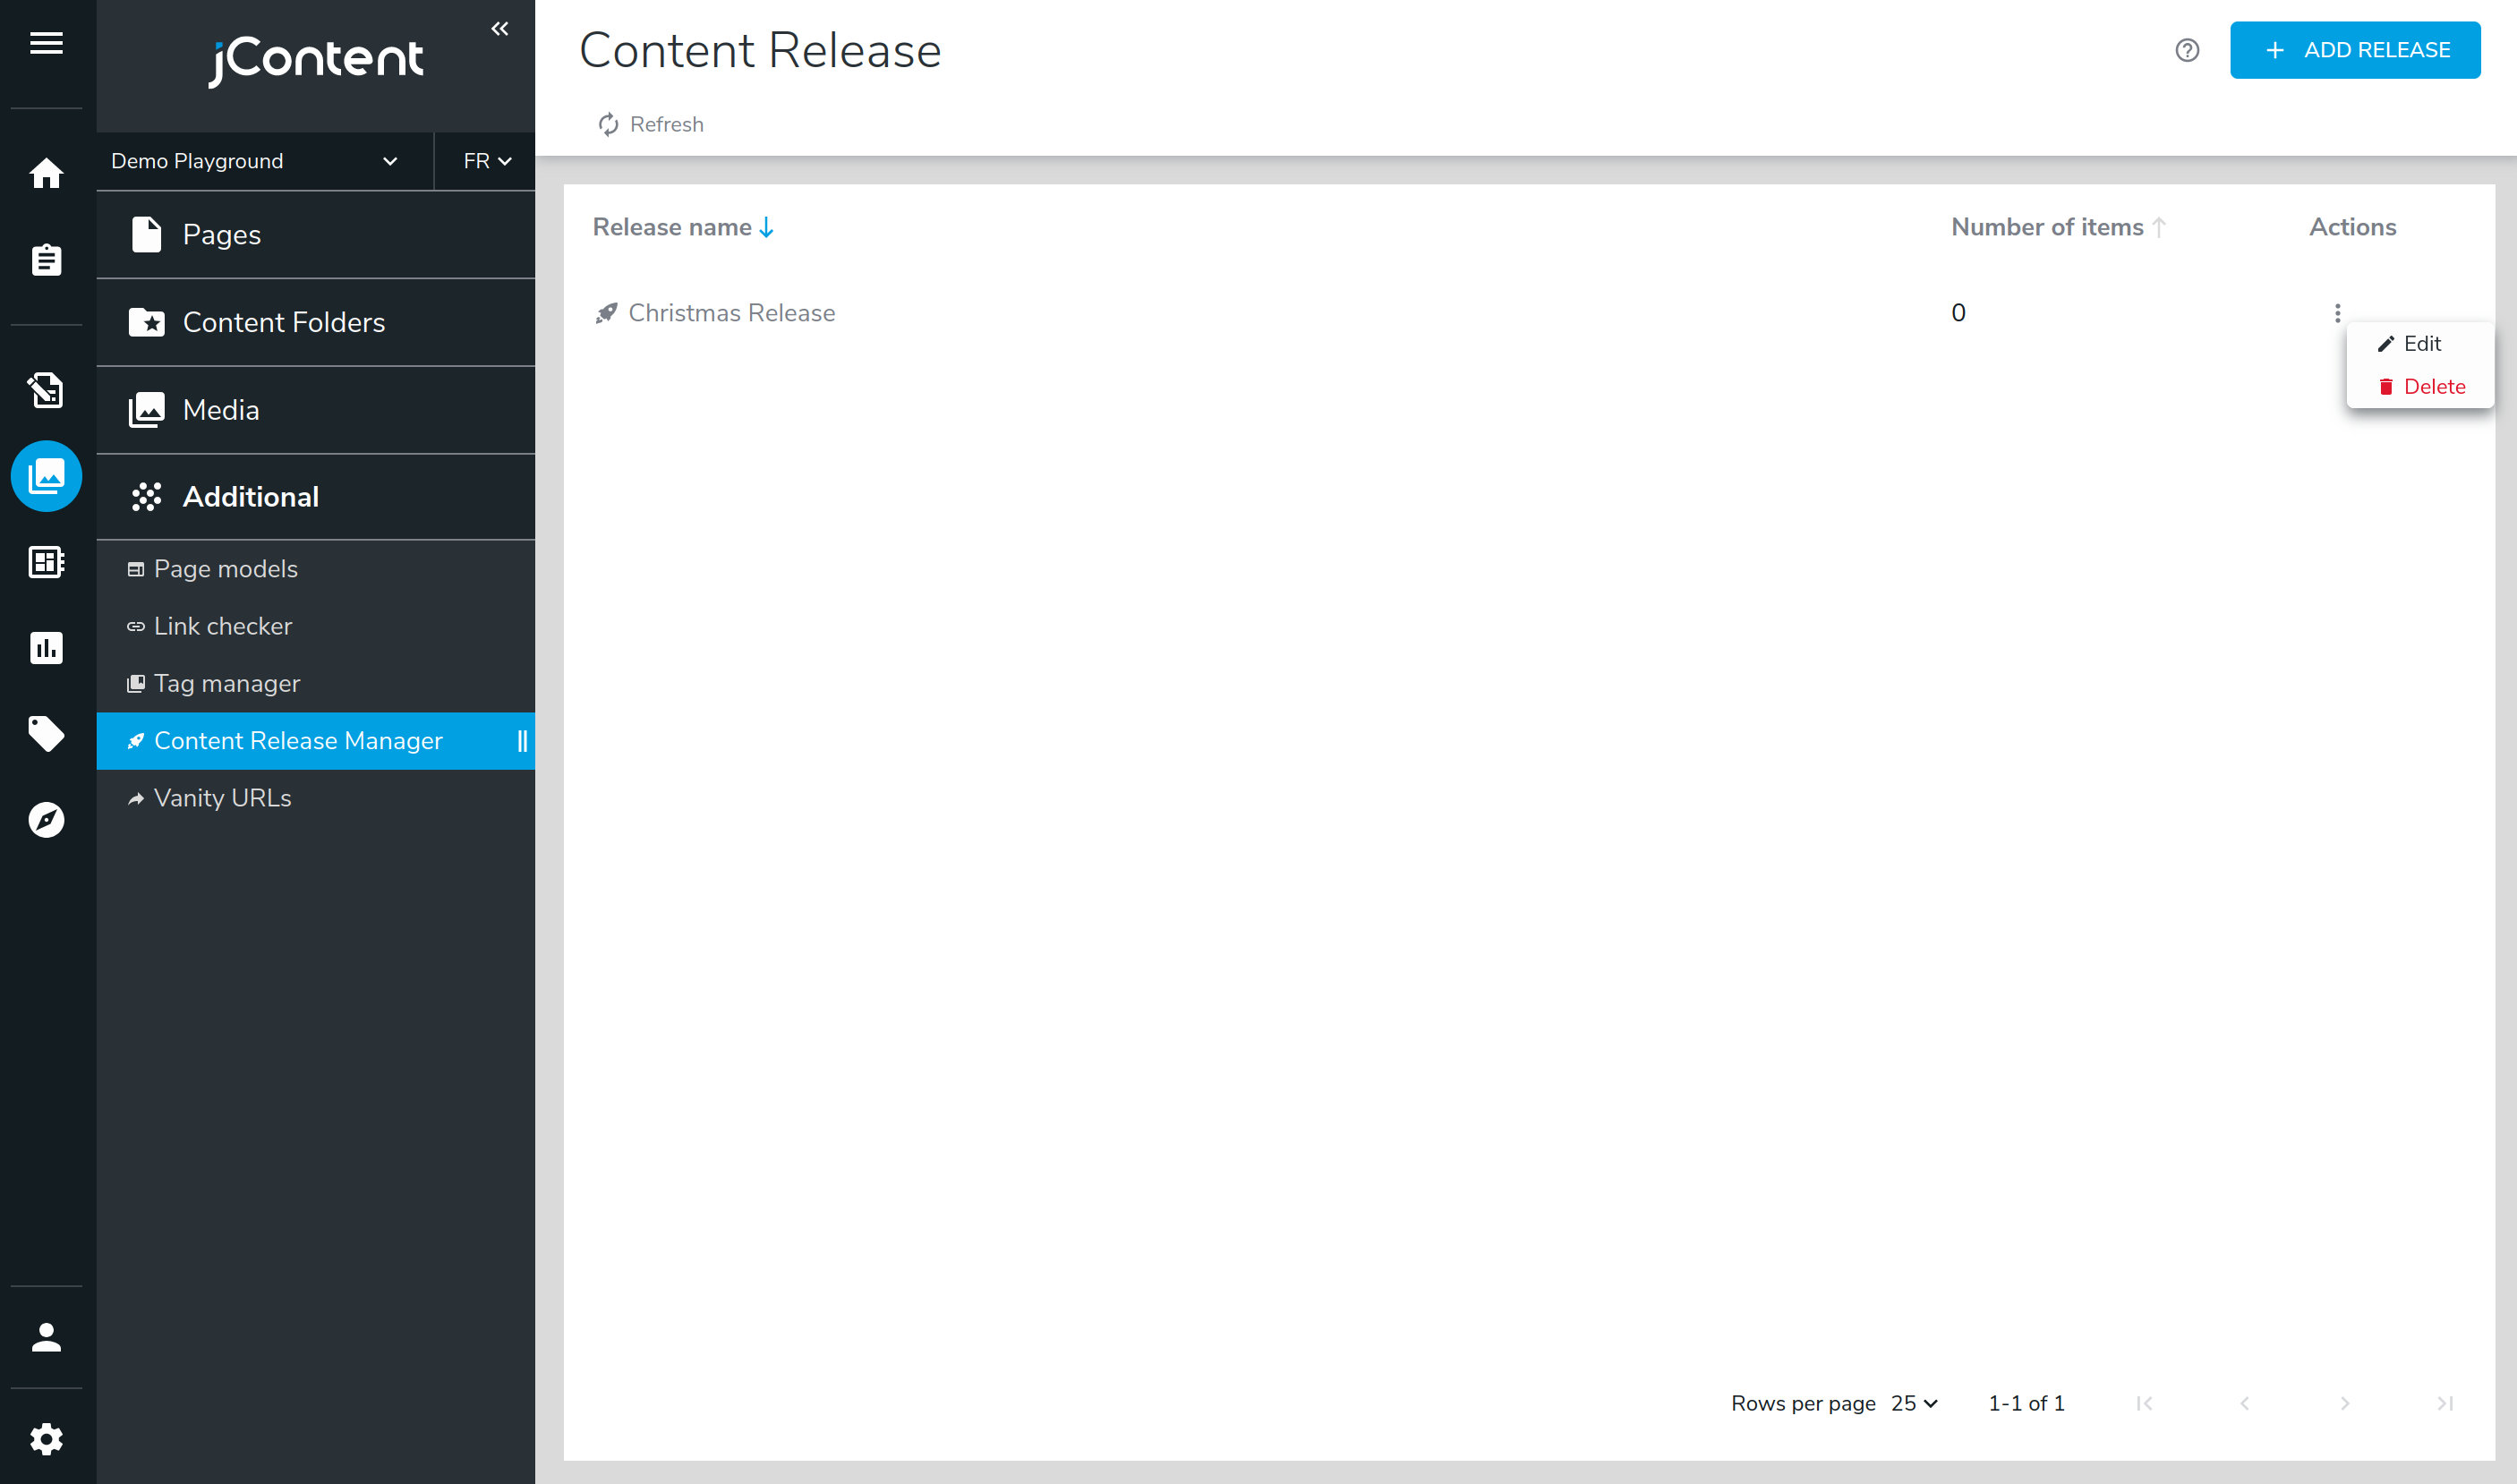 jContent
Demo Playground
FR
Pages
Content Folders
Media
Additional
Page models
Link checker
Tag manager
Content Release Manager
Vanity URLs
Content Release
ADD RELEASE
Refresh
Release name
Number of items
Actions
Christmas Release
0
Edit
Delete
Rows per page 25
1-1 of 1